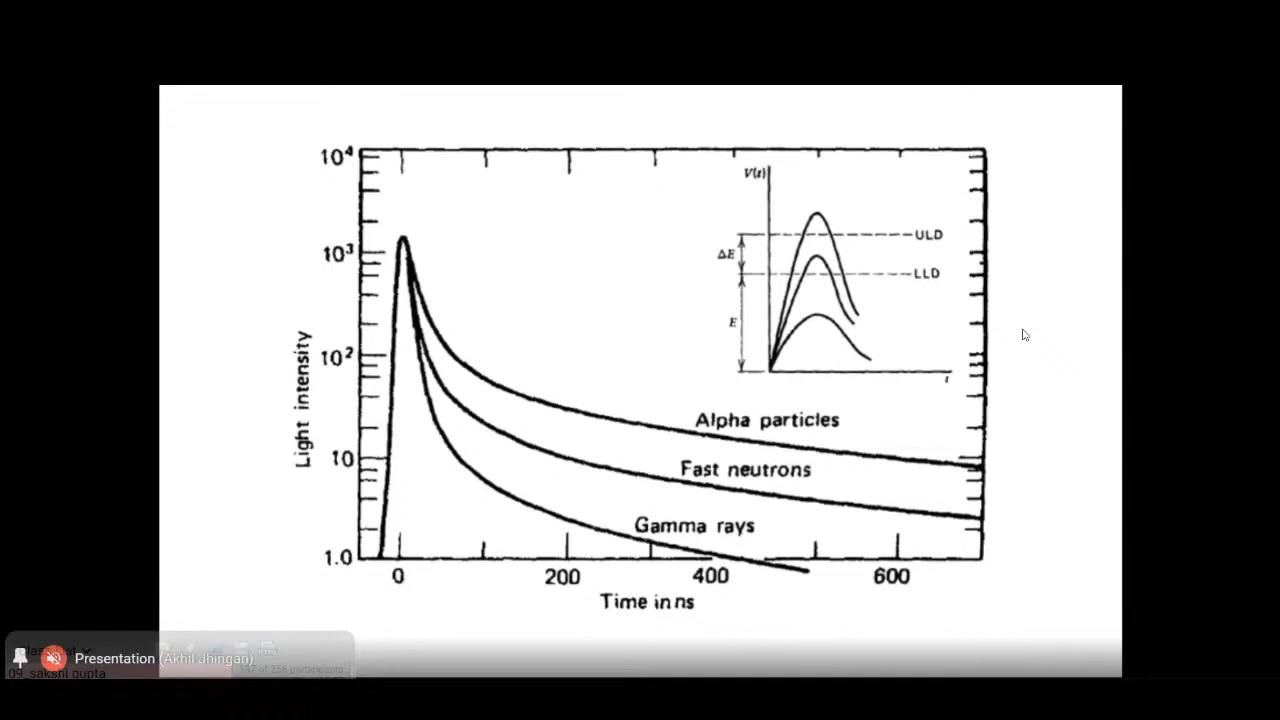 10⁴
10³
10²
10
1.0
Light intensity
V(t)
ΔE
E
ULD
LLD
t
Alpha particles
Fast neutrons
Gamma rays
0
200
400
600
Time in ns
Presentation (Akhil Jhingan)
09_sakshi gupta